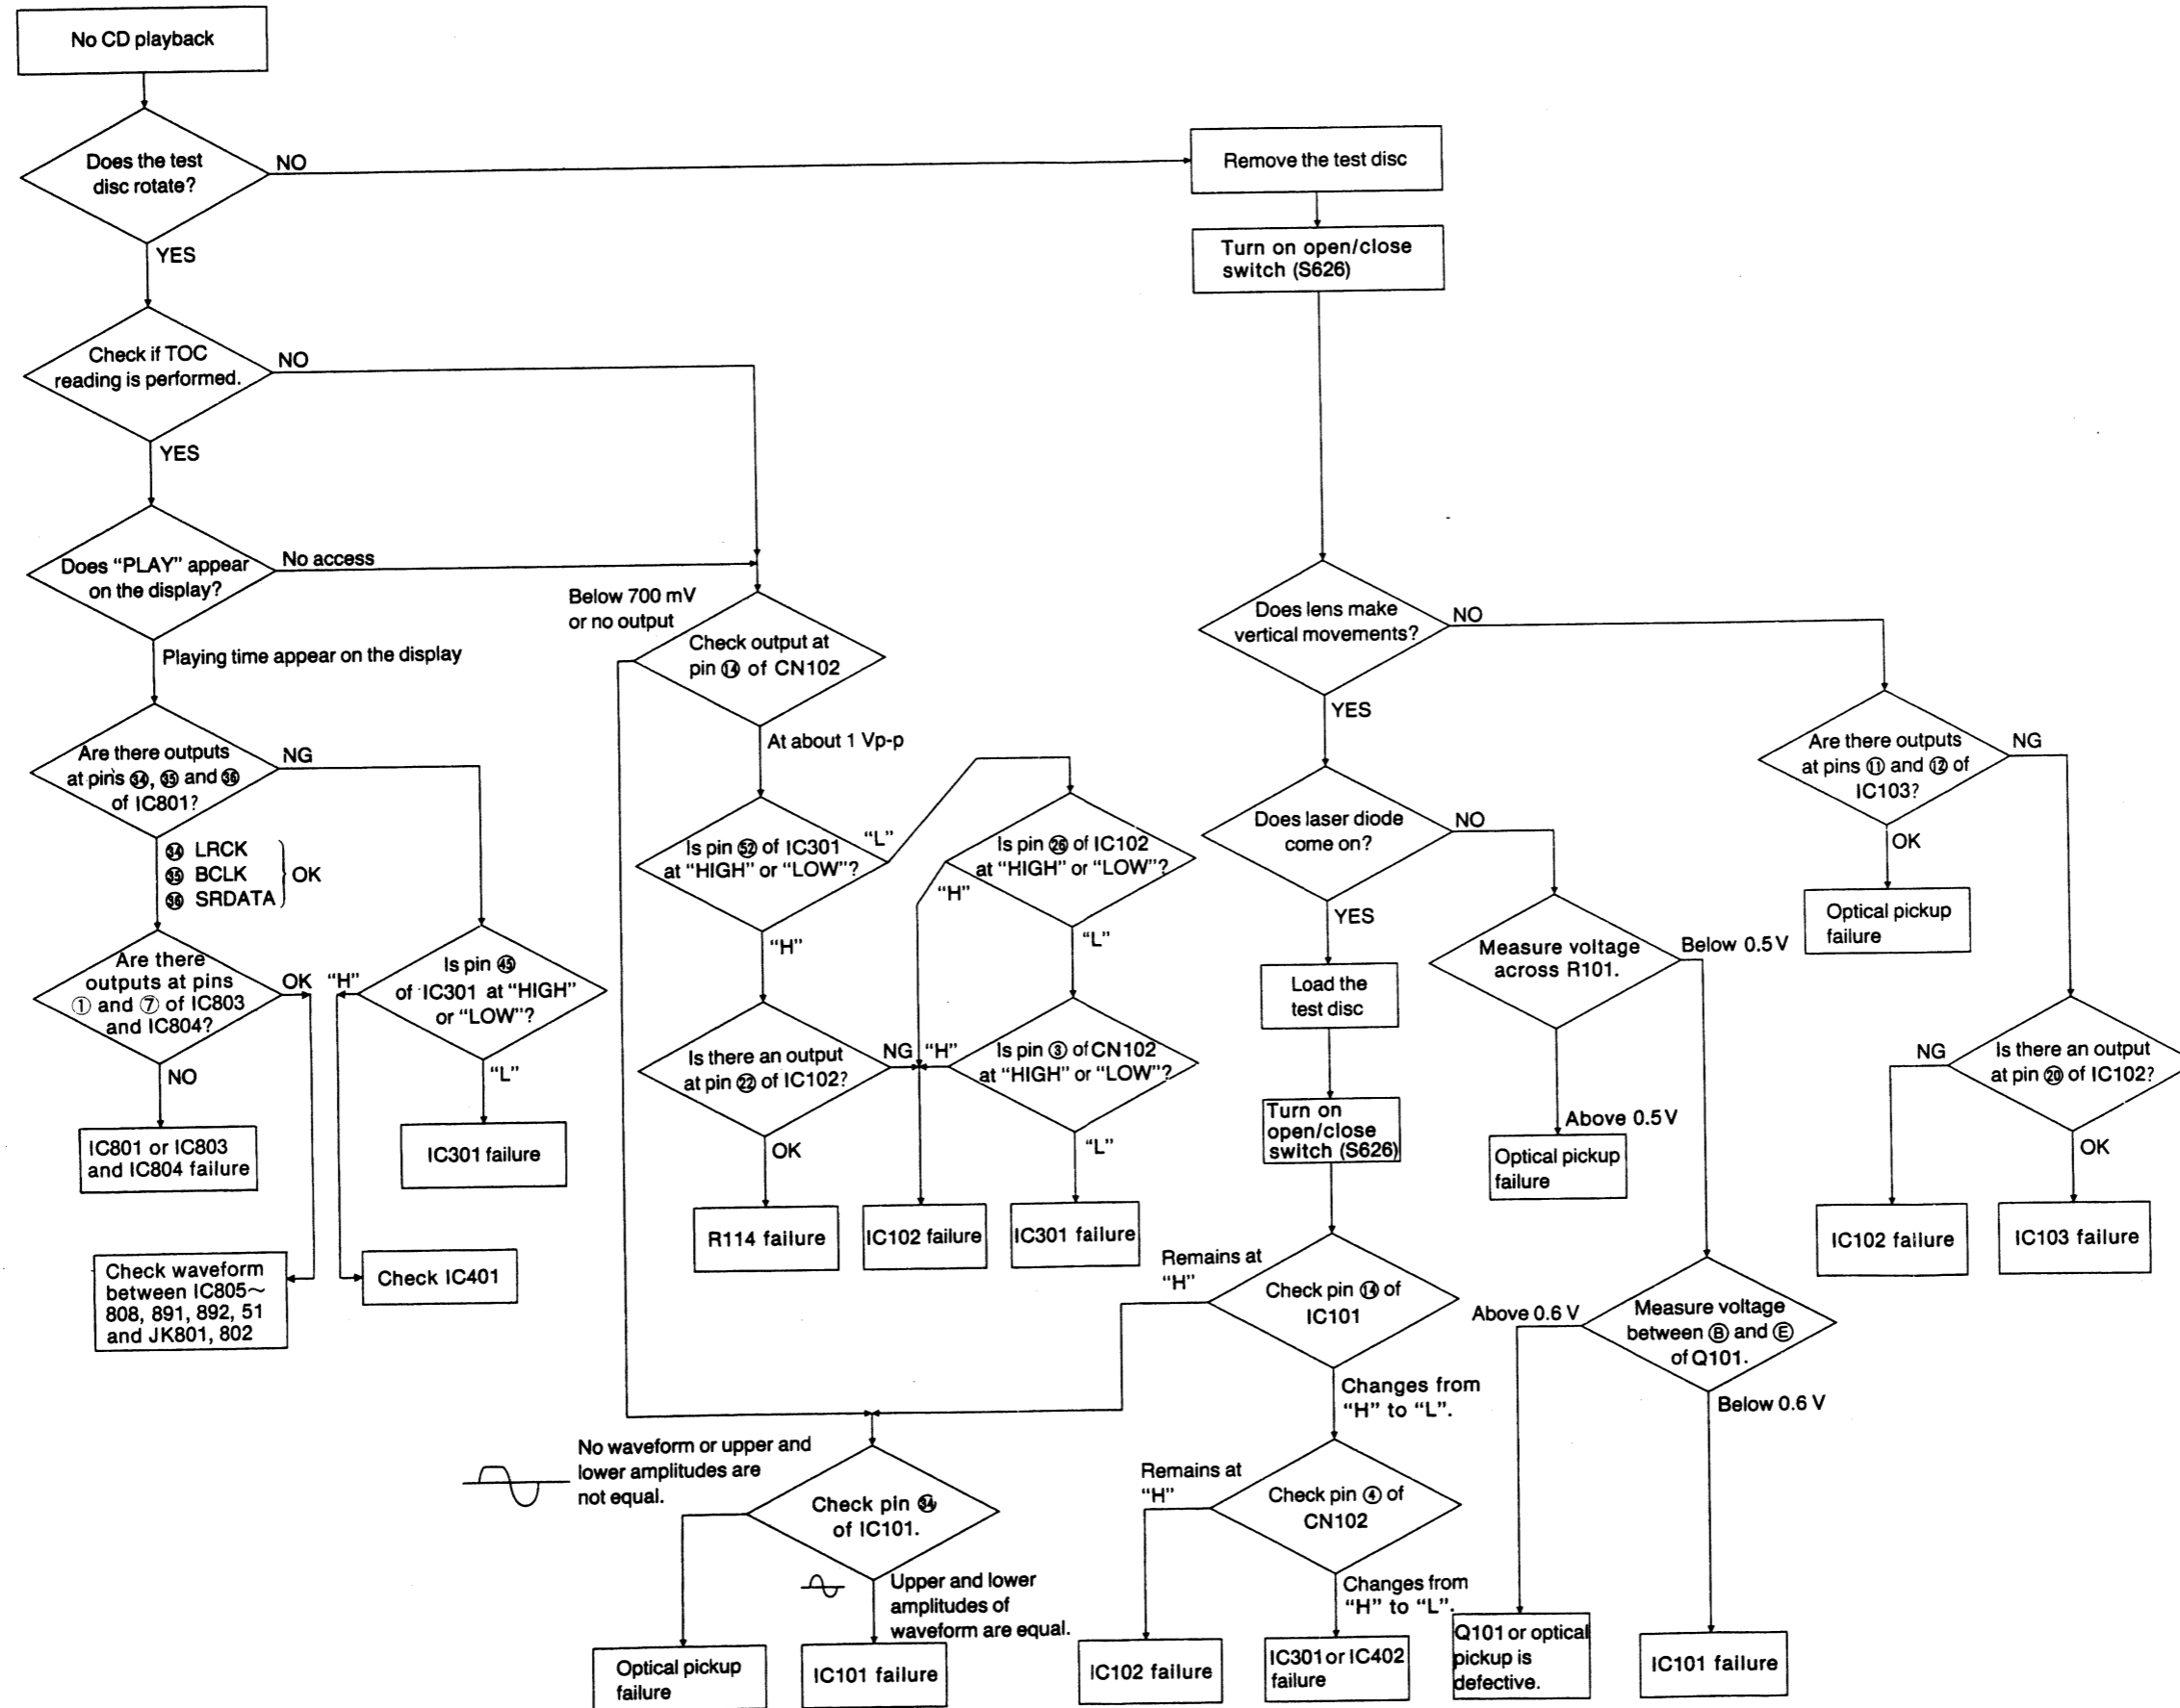 No CD playback
Does the test
disc rotate?
NO
YES
Remove the test disc
Turn on open/close
switch (S626)
Check if TOC
reading is performed.
NO
YES
Does “PLAY” appear
on the display?
No access
Playing time appear on the display
Are there outputs
at pins ㉞, ㉟ and ㊱
of IC801?
NG
㉞ LRCK
㉟ BCLK
㊱ SRDATA
OK
Are there
outputs at pins
① and ⑦ of IC803
and IC804?
OK
NO
IC801 or IC803
and IC804 failure
Check waveform
between IC805~
808, 891, 892, 51
and JK801, 802
Is pin ㊺
of IC301 at “HIGH”
or “LOW”?
“H”
“L”
IC301 failure
Check IC401
Below 700 mV
or no output
Check output at
pin ⑭ of CN102
At about 1 Vp-p
Is pin 52 of IC301
at “HIGH” or “LOW”?
“L”
“H”
Is pin ㉖ of IC102
at “HIGH” or “LOW”?
“H”
“L”
Is there an output
at pin ㉒ of IC102?
NG
OK
Is pin ③ of CN102
at “HIGH” or “LOW”?
“H”
“L”
R114 failure
IC102 failure
IC301 failure
Does lens make
vertical movements?
NO
YES
Does laser diode
come on?
NO
YES
Load the
test disc
Turn on
open/close
switch (S626)
Measure voltage
across R101.
Below 0.5 V
Above 0.5 V
Optical pickup
failure
Are there outputs
at pins ⑪ and ⑫ of
IC103?
NG
OK
Optical pickup
failure
Is there an output
at pin ⑳ of IC102?
NG
OK
IC102 failure
IC103 failure
Remains at
“H”
Check pin ⑭ of
IC101
Changes from
“H” to “L”.
Above 0.6 V
Measure voltage
between Ⓑ and Ⓔ
of Q101.
Below 0.6 V
No waveform or upper and
lower amplitudes are
not equal.
Check pin ㉞
of IC101.
Upper and lower
amplitudes of
waveform are equal.
Optical pickup
failure
IC101 failure
Remains at
“H”
Check pin ④ of
CN102
Changes from
“H” to “L”.
IC102 failure
IC301 or IC402
failure
Q101 or optical
pickup is
defective.
IC101 failure